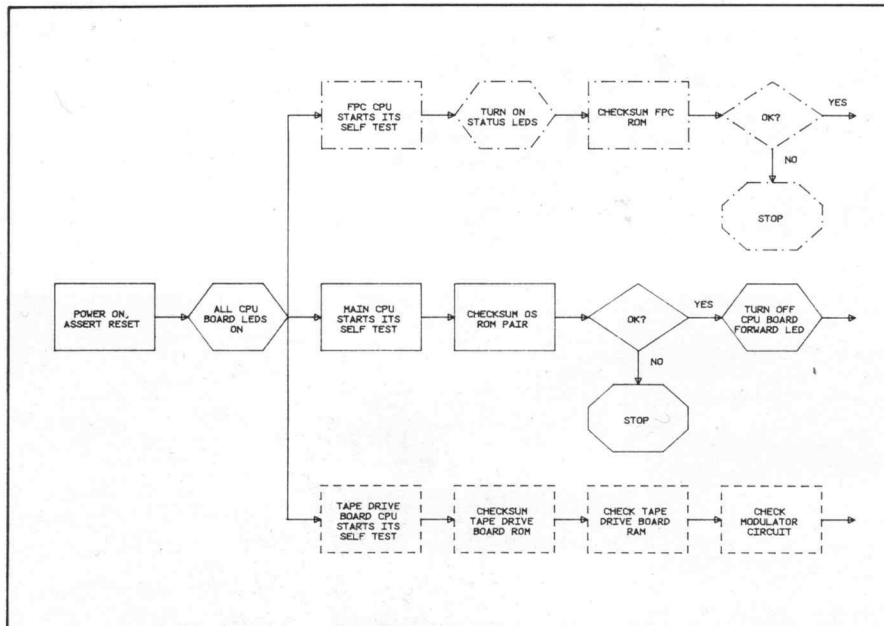 FPC CPU
STARTS ITS
SELF TEST
TURN ON
STATUS LEDS
CHECKSUM FPC
ROM
OK?
YES
NO
STOP
POWER ON,
ASSERT RESET
ALL CPU
BOARD LEDS
ON
MAIN CPU
STARTS ITS
SELF TEST
CHECKSUM OS
ROM PAIR
OK?
YES
NO
STOP
TURN OFF
CPU BOARD
FORWARD LED
TAPE DRIVE
BOARD CPU
STARTS ITS
SELF TEST
CHECKSUM
TAPE DRIVE
BOARD ROM
CHECK TAPE
DRIVE BOARD
RAM
CHECK
MODULATOR
CIRCUIT